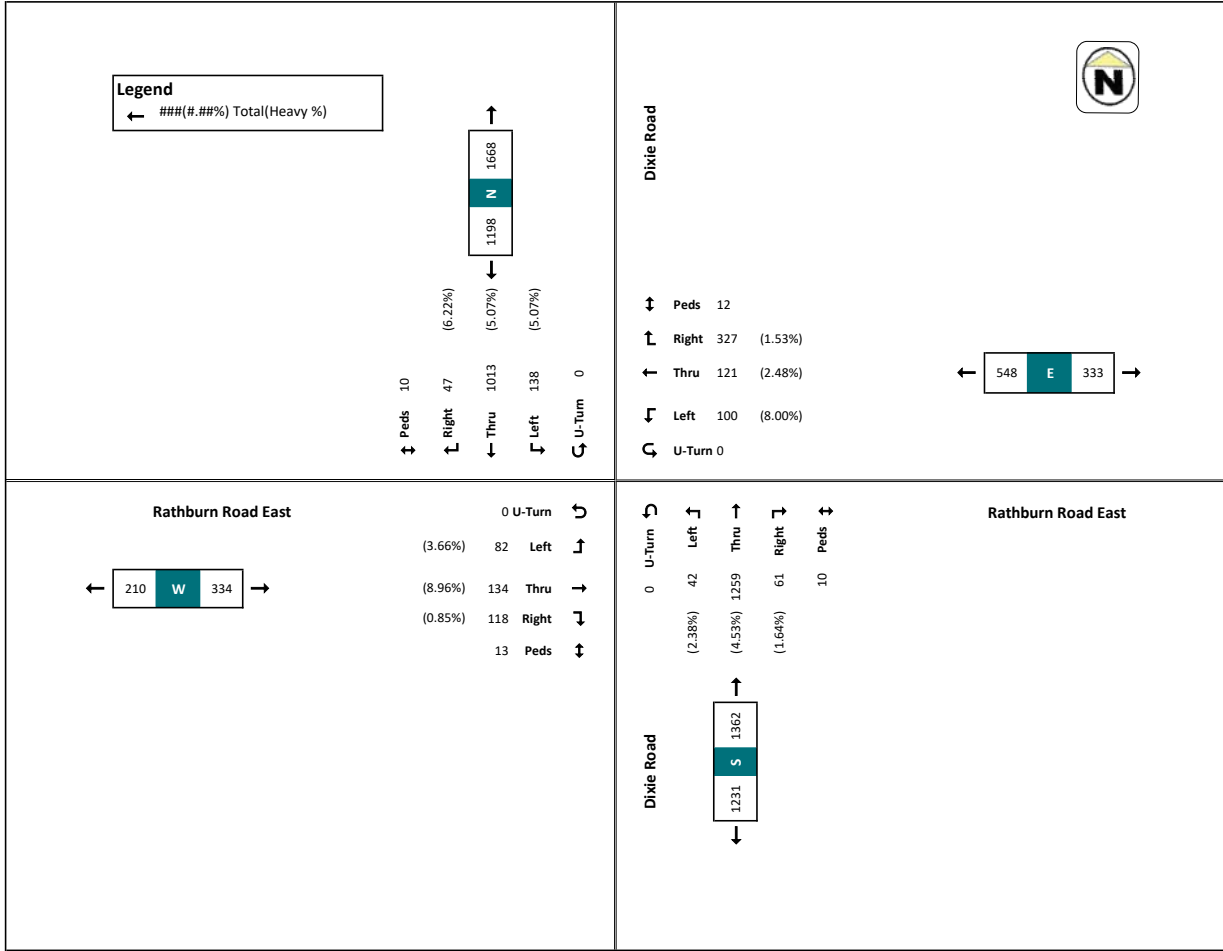 Legend
###(#.##%) Total(Heavy %)
1668
N
1198
(6.22%)
(5.07%)
(5.07%)
10
47
1013
138
0
Peds
Right
Thru
Left
U-Turn
N
Dixie Road
Peds 12
Right 327 (1.53%)
Thru 121 (2.48%)
Left 100 (8.00%)
U-Turn 0
548 E 333
Rathburn Road East
210 W 334
0 U-Turn
(3.66%) 82 Left
(8.96%) 134 Thru
(0.85%) 118 Right
13 Peds
U-Turn
Left
Thru
Right
Peds
0
42
1259
61
10
(2.38%)
(4.53%)
(1.64%)
Rathburn Road East
Dixie Road
1362
S
1231